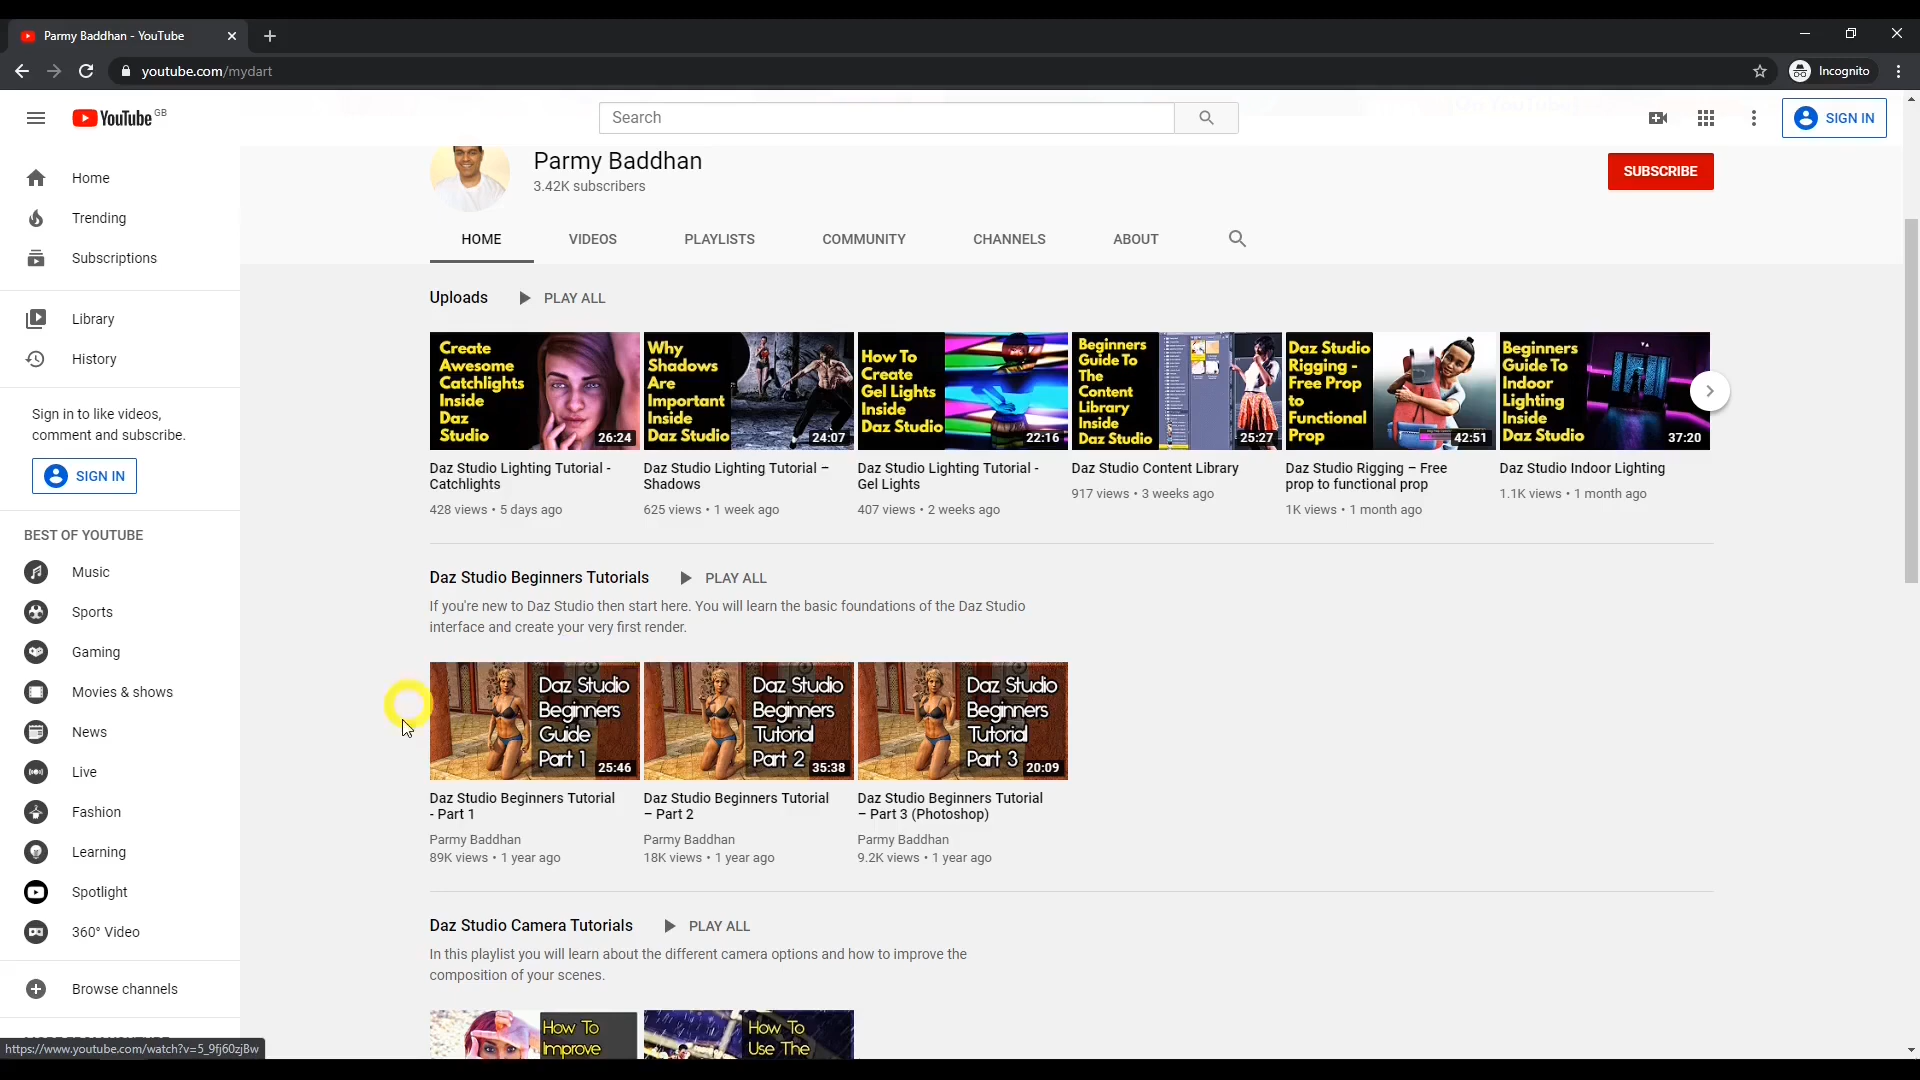 Parmy Baddhan - YouTube
youtube.com/mydart
Incognito
YouTube GB
Search
SIGN IN
Home
Trending
Subscriptions
Library
History
Sign in to like videos,
comment and subscribe.
SIGN IN
BEST OF YOUTUBE
Music
Sports
Gaming
Movies & shows
News
Live
Fashion
Learning
Spotlight
360° Video
Browse channels
https://www.youtube.com/watch?v=5_9fj60zjBw
Parmy Baddhan
3.42K subscribers
SUBSCRIBE
HOME
VIDEOS
PLAYLISTS
COMMUNITY
CHANNELS
ABOUT
Uploads
PLAY ALL
Create
Awesome
Catchlights
Inside
Daz
Studio
26:24
Daz Studio Lighting Tutorial -
Catchlights
428 views • 5 days ago
Why
Shadows
Are
Important
Inside
Daz Studio
24:07
Daz Studio Lighting Tutorial –
Shadows
625 views • 1 week ago
How To
Create
Gel Lights
Inside
Daz Studio
22:16
Daz Studio Lighting Tutorial -
Gel Lights
407 views • 2 weeks ago
Beginners
Guide To
The
Content
Library
Inside
Daz Studio
25:27
Daz Studio Content Library
917 views • 3 weeks ago
Daz Studio
Rigging -
Free Prop
to
Functional
Prop
42:51
Daz Studio Rigging – Free
prop to functional prop
1K views • 1 month ago
Beginners
Guide To
Indoor
Lighting
Inside
Daz Studio
37:20
Daz Studio Indoor Lighting
1.1K views • 1 month ago
Daz Studio Beginners Tutorials
PLAY ALL
If you're new to Daz Studio then start here. You will learn the basic foundations of the Daz Studio
interface and create your very first render.
Daz Studio
Beginners
Guide
Part 1
25:46
Daz Studio Beginners Tutorial
- Part 1
Parmy Baddhan
89K views • 1 year ago
Daz Studio
Beginners
Tutorial
Part 2
35:38
Daz Studio Beginners Tutorial
– Part 2
Parmy Baddhan
18K views • 1 year ago
Daz Studio
Beginners
Tutorial
Part 3
20:09
Daz Studio Beginners Tutorial
– Part 3 (Photoshop)
Parmy Baddhan
9.2K views • 1 year ago
Daz Studio Camera Tutorials
PLAY ALL
In this playlist you will learn about the different camera options and how to improve the
composition of your scenes.
How To
Improve
How To
Use The